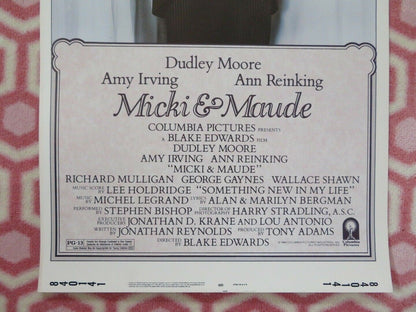 Dudley Moore
Amy Irving Ann Reinking
Micki & Maude
COLUMBIA PICTURES PRESENTS
A BLAKE EDWARDS FILM
DUDLEY MOORE
AMY IRVING ANN REINKING
"MICKI & MAUDE"
RICHARD MULLIGAN GEORGE GAYNES WALLACE SHAWN
MUSIC SCORE BY LEE HOLDRIDGE "SOMETHING NEW IN MY LIFE"
MUSIC BY MICHEL LEGRAND LYRICS BY ALAN & MARILYN BERGMAN
PERFORMED BY STEPHEN BISHOP DIRECTOR OF PHOTOGRAPHY HARRY STRADLING, A.S.C.
EXECUTIVE PRODUCERS JONATHAN D. KRANE AND LOU ANTONIO
WRITTEN BY JONATHAN REYNOLDS PRODUCED BY TONY ADAMS
DIRECTED BY BLAKE EDWARDS
PG-13
Columbia Pictures
840141
840141